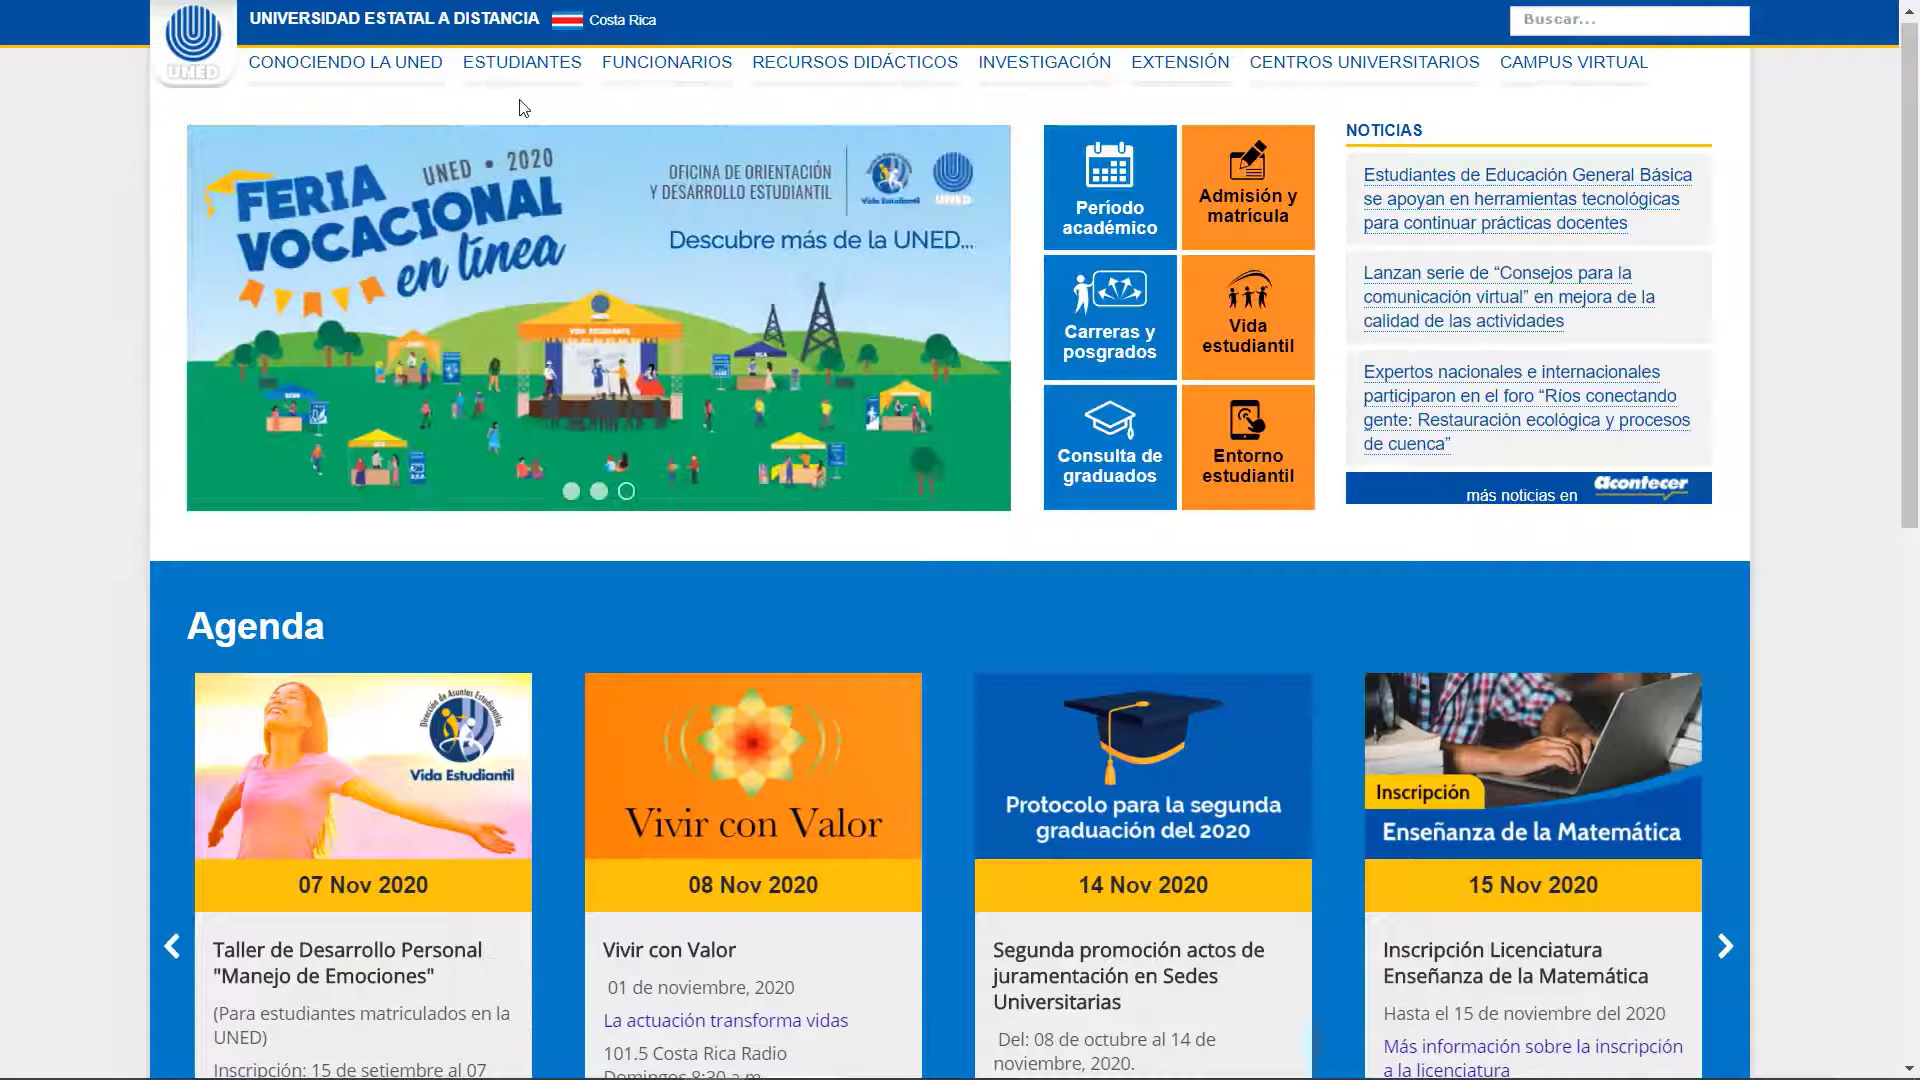 UNIVERSIDAD ESTATAL A DISTANCIA Costa Rica
Buscar...
UNED
CONOCIENDO LA UNED ESTUDIANTES FUNCIONARIOS RECURSOS DIDÁCTICOS INVESTIGACIÓN EXTENSIÓN CENTROS UNIVERSITARIOS CAMPUS VIRTUAL
UNED • 2020
FERIA
VOCACIONAL
en línea
OFICINA DE ORIENTACIÓN
Y DESARROLLO ESTUDIANTIL
Vida Estudiantil
UNED
Descubre más de la UNED...
VIDA ESTUDIANTIL
Período
académico
Admisión y
matrícula
Carreras y
posgrados
Vida
estudiantil
Consulta de
graduados
Entorno
estudiantil
NOTICIAS
Estudiantes de Educación General Básica
se apoyan en herramientas tecnológicas
para continuar prácticas docentes
Lanzan serie de “Consejos para la
comunicación virtual” en mejora de la
calidad de las actividades
Expertos nacionales e internacionales
participaron en el foro “Ríos conectando
gente: Restauración ecológica y procesos
de cuenca”
más noticias en acontecer
Agenda
Dirección de Asuntos Estudiantiles
Vida Estudiantil
07 Nov 2020
Taller de Desarrollo Personal
"Manejo de Emociones"
(Para estudiantes matriculados en la
UNED)
Inscripción: 15 de setiembre al 07
Vivir con Valor
08 Nov 2020
Vivir con Valor
01 de noviembre, 2020
La actuación transforma vidas
101.5 Costa Rica Radio
Domingos 8:30 a.m.
Protocolo para la segunda
graduación del 2020
14 Nov 2020
Segunda promoción actos de
juramentación en Sedes
Universitarias
Del: 08 de octubre al 14 de
noviembre, 2020.
Inscripción
Enseñanza de la Matemática
15 Nov 2020
Inscripción Licenciatura
Enseñanza de la Matemática
Hasta el 15 de noviembre del 2020
Más información sobre la inscripción
a la licenciatura